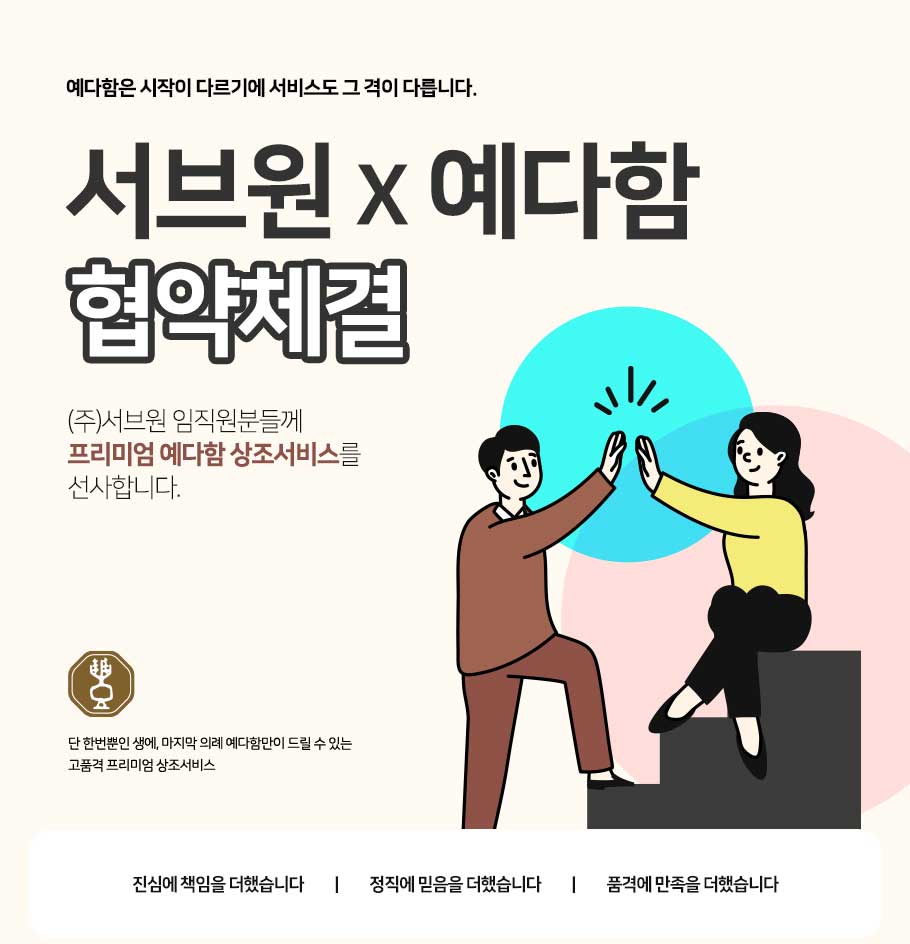 예다함은 시작이 다르기에 서비스도 그 격이 다릅니다.
서브원 x 예다함
협약체결
(주)서브원 임직원분들께
프리미엄 예다함 상조서비스를
선사합니다.
단 한번뿐인 생에, 마지막 의례 예다함만이 드릴 수 있는
고품격 프리미엄 상조서비스
진심에 책임을 더했습니다 | 정직에 믿음을 더했습니다 | 품격에 만족을 더했습니다